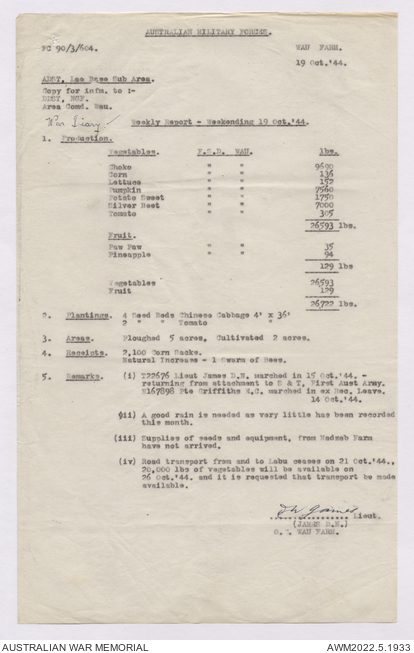 AUSTRALIAN MILITARY FORCES.
FC 90/3/604. WAU FARM.
19 Oct.'44.
ADST, Lae Base Sub Area.
Copy for infm. to :-
DIST, NGF.
Area Comd. Wau.
War Diary
Weekly Report - Weekending 19 Oct.'44.
1. Production.
Vegetables. F.S.D. WAU. lbs.
Choko " " 9690
Corn " " 136
Lettuce " " 152
Pumpkin " " 7560
Potato Sweet " " 1750
Silver Beet " " 7000
Tomato " " 305
26593 lbs.
Fruit.
Paw Paw " " 35
Pineapple " " 94
129 lbs
Vegetables 26593
Fruit 129
26722 lbs.
2. Plantings. 4 Seed Beds Chinese Cabbage 4' x 36'
2 " " Tomato "
3. Areas. Ploughed 5 acres, Cultivated 2 acres.
4. Receipts. 2,100 Corn Sacks.
Natural Increase - 1 Swarm of Bees.
5. Remarks. (i) T22676 Lieut James D.N. marched in 15 Oct.'44. -
returning from attachment to S & T, First Aust Army.
N167898 Pte Griffiths K.C. marched in ex Rec. Leave,
14 Oct.'44.
(ii) A good rain is needed as very little has been recorded
this month.
(iii) Supplies of seeds and equipment, from Nadzab Farm
have not arrived.
(iv) Road transport from and to Labu ceases on 21 Oct.'44.,
20,000 lbs of vegetables will be available on
26 Oct.'44. and it is requested that transport be made
available.
DN James Lieut.
(JAMES D.N.)
O.C. WAU FARM.
AUSTRALIAN WAR MEMORIAL AWM2022.5.1933